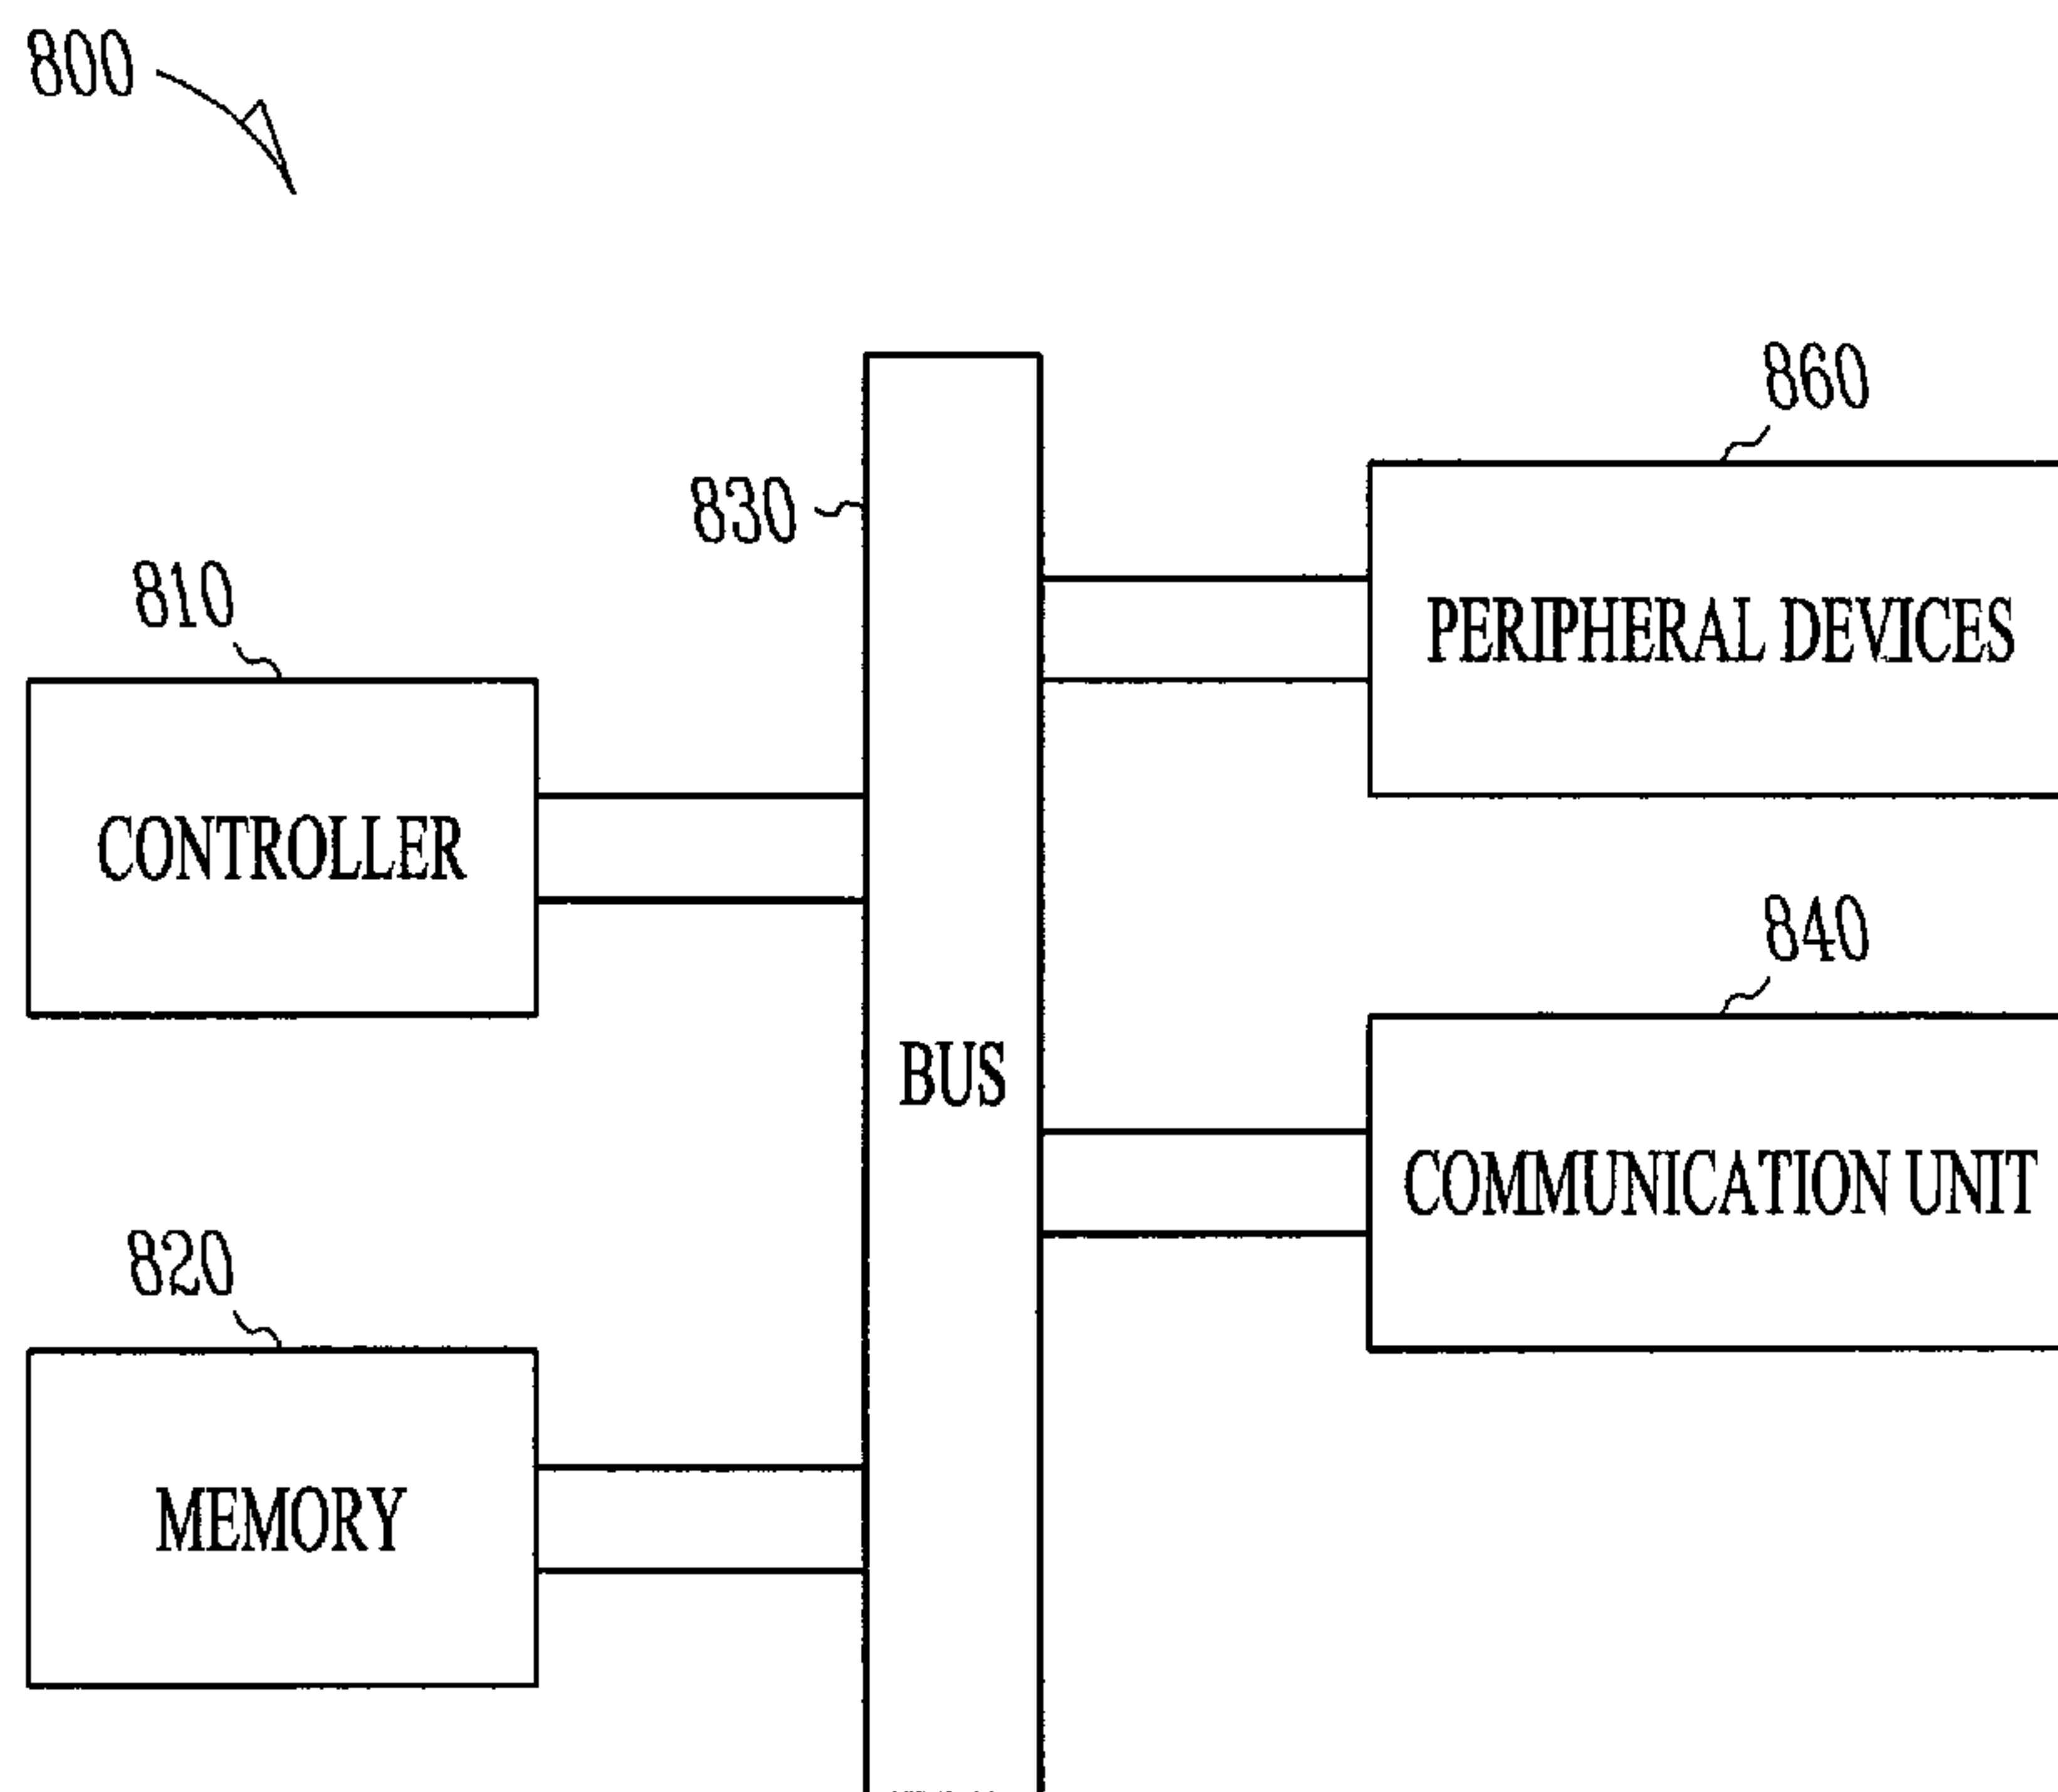 800
860
830
810
PERIPHERAL DEVICES
CONTROLLER
840
BUS
COMMUNICATION UNIT
820
MEMORY